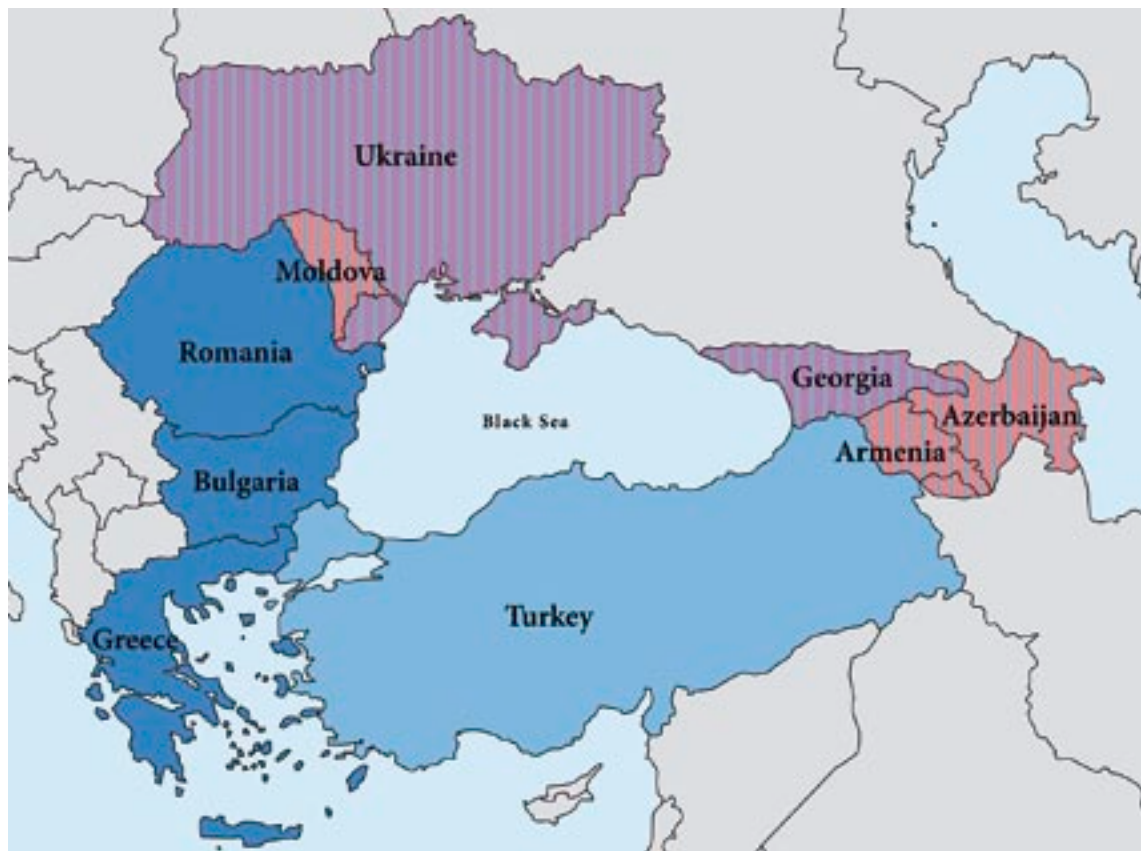 Ukraine
Moldova
Romania
Georgia
Azerbaijan
Black Sea
Armenia
Bulgaria
Turkey
Greece